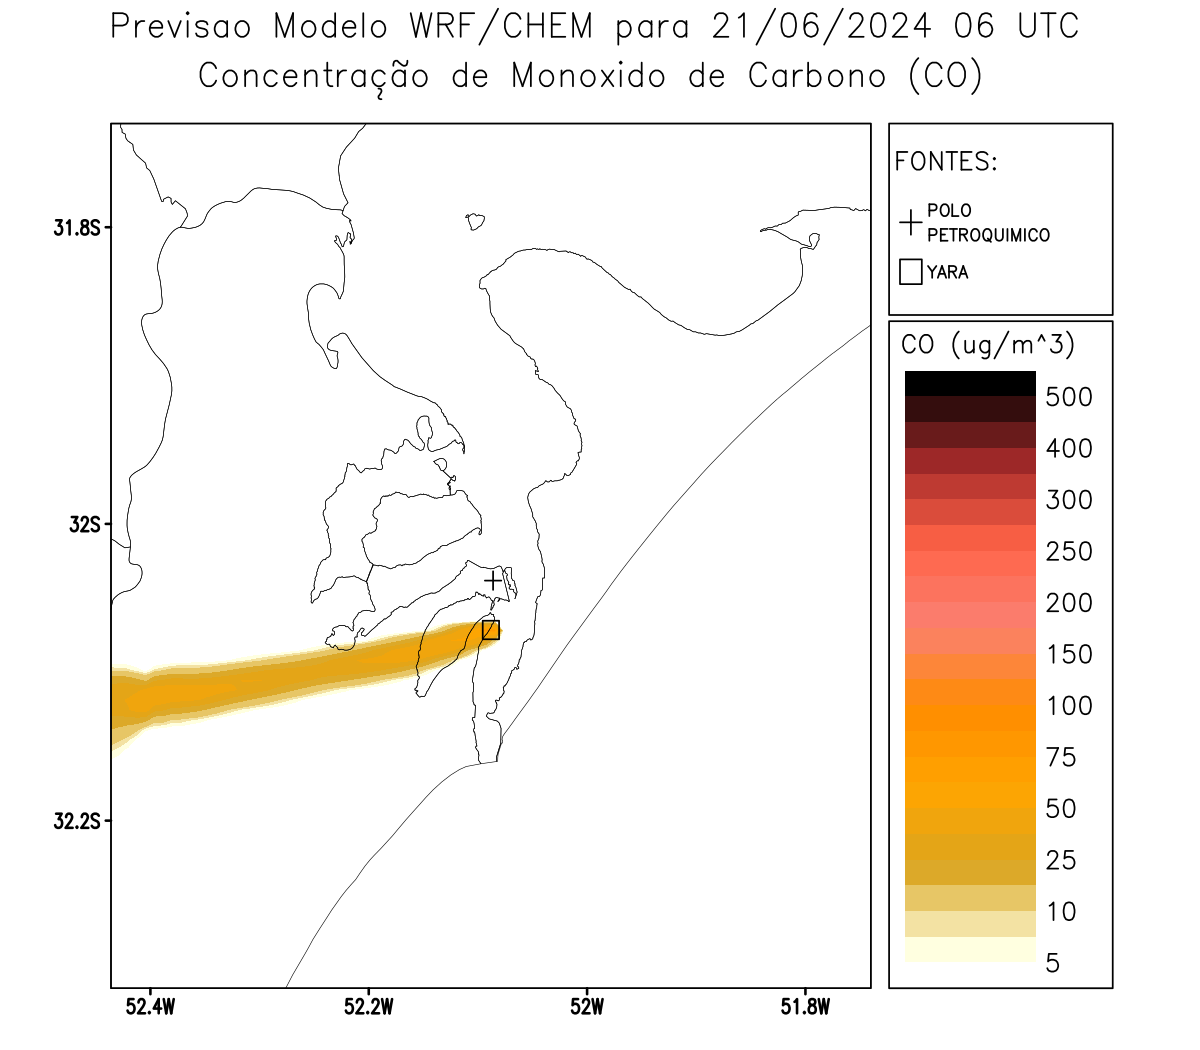 Previsao Modelo WRF/CHEM para 21/06/2024 06 UTC
Concentração de Monoxido de Carbono (CO)
FONTES:
POLO
PETROQUIMICO
YARA
CO (ug/m^3)
500
400
300
250
200
150
100
75
50
25
10
5
31.8S
32S
32.2S
52.4W
52.2W
52W
51.8W